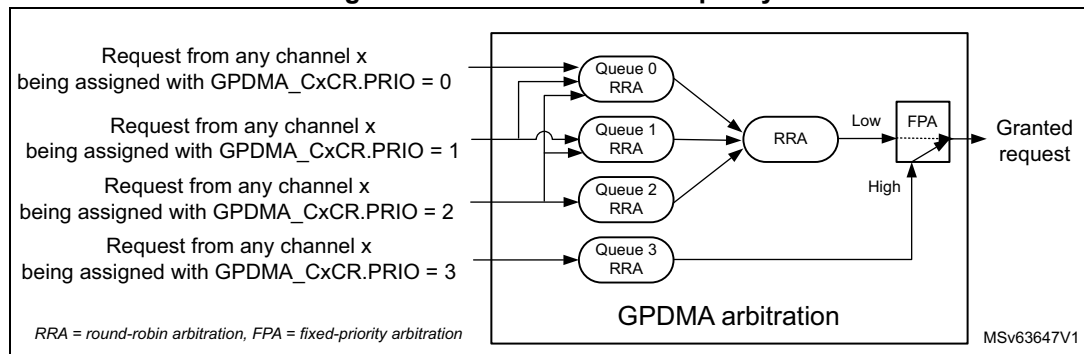 Request from any channel x
being assigned with GPDMA_CxCR.PRIO = 0
Request from any channel x
being assigned with GPDMA_CxCR.PRIO = 1
Request from any channel x
being assigned with GPDMA_CxCR.PRIO = 2
Request from any channel x
being assigned with GPDMA_CxCR.PRIO = 3
Queue 0
RRA
Queue 1
RRA
Queue 2
RRA
Queue 3
RRA
RRA
Low
FPA
High
Granted
request
GPDMA arbitration
RRA = round-robin arbitration, FPA = fixed-priority arbitration
MSv63647V1